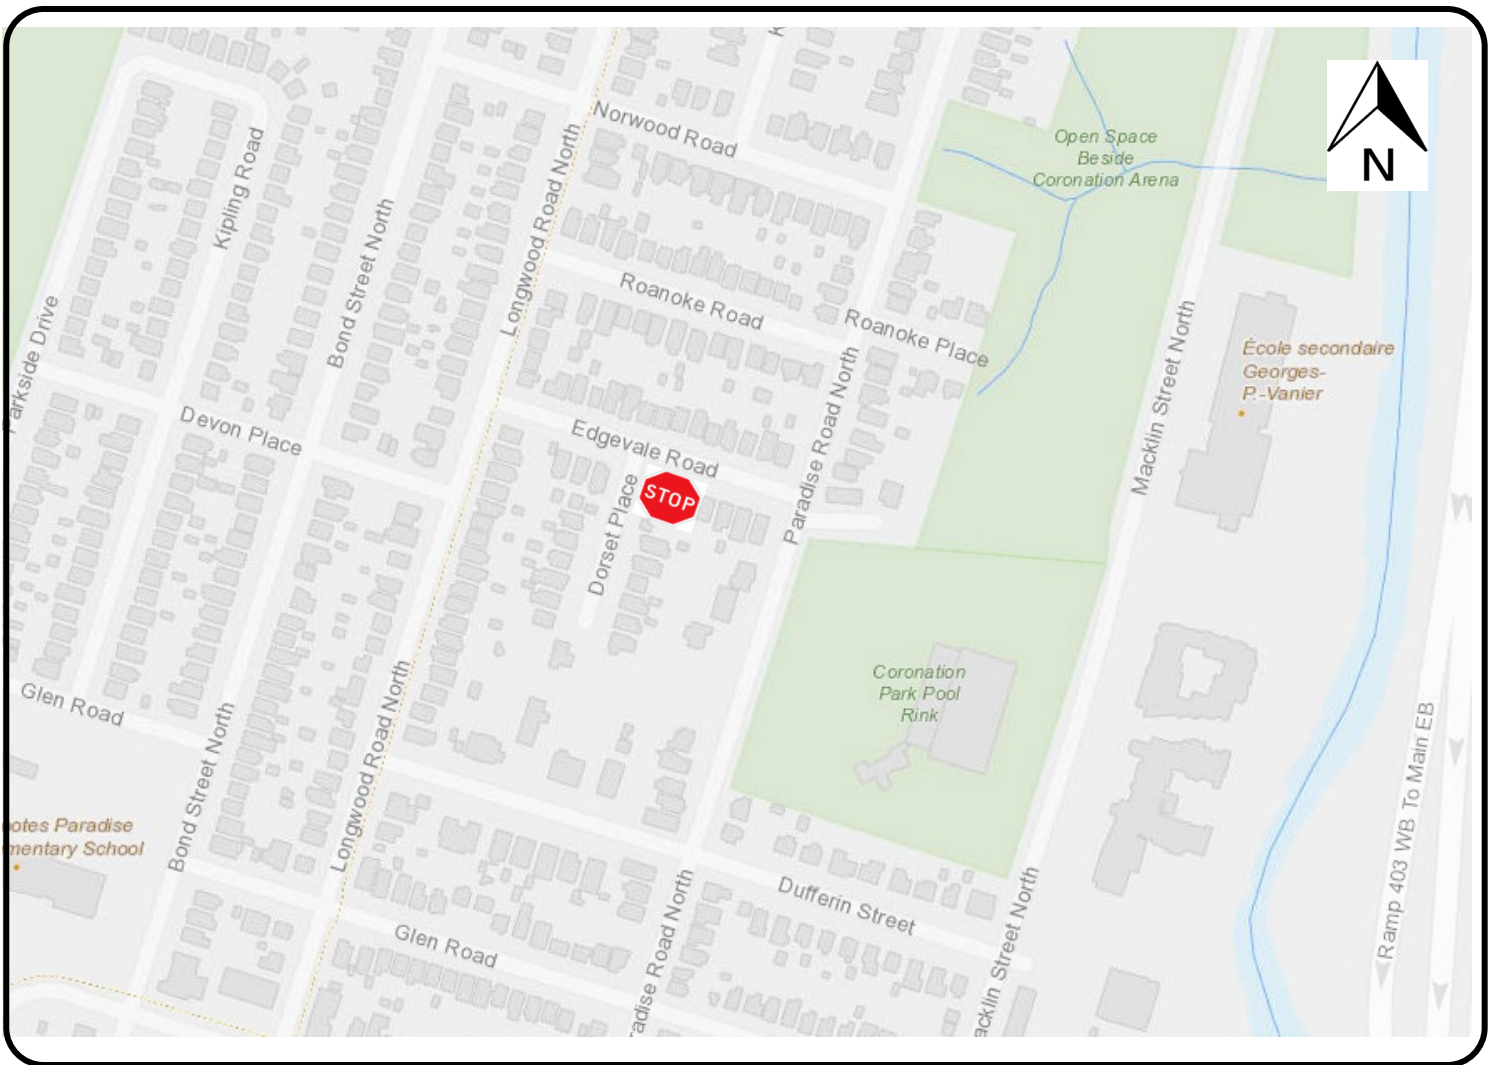 Norwood Road
N
Open Space
Beside
Coronation Arena
Kipling Road
Longwood Road North
Bond Street North
Roanoke Road
Roanoke Place
Parkside Drive
Macklin Street North
École secondaire
Georges-
P.-Vanier
Paradise Road North
Devon Place
Edgevale Road
STOP
Dorset Place
Coronation
Park Pool
Rink
Glen Road
Longwood Road North
Bond Street North
Ramp 403 WB To Main EB
otes Paradise
mentary School
Dufferin Street
Macklin Street North
Glen Road
radise Road North